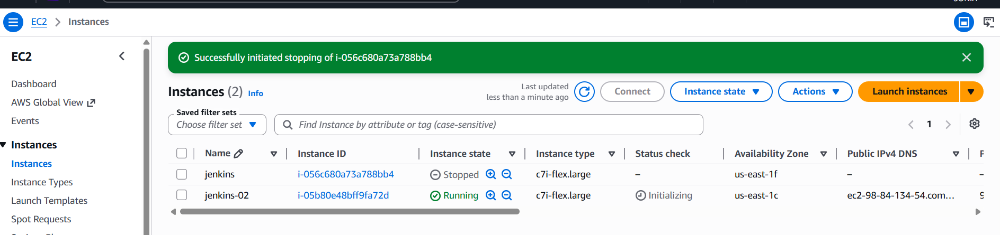 EC2 Instances
EC2
Dashboard
AWS Global View
Events
Instances
Instances
Instance Types
Launch Templates
Spot Requests
Successfully initiated stopping of i-056c680a73a788bb4
Instances (2) Info
Last updated
less than a minute ago
Connect
Instance state
Actions
Launch instances
Saved filter sets
Choose filter set
Find Instance by attribute or tag (case-sensitive)
1
Name Instance ID Instance state Instance type Status check Availability Zone Public IPv4 DNS
jenkins i-056c680a73a788bb4 Stopped c7i-flex.large – us-east-1f – –
jenkins-02 i-05b80e48bff9fa72d Running c7i-flex.large Initializing us-east-1c ec2-98-84-134-54.com... 9